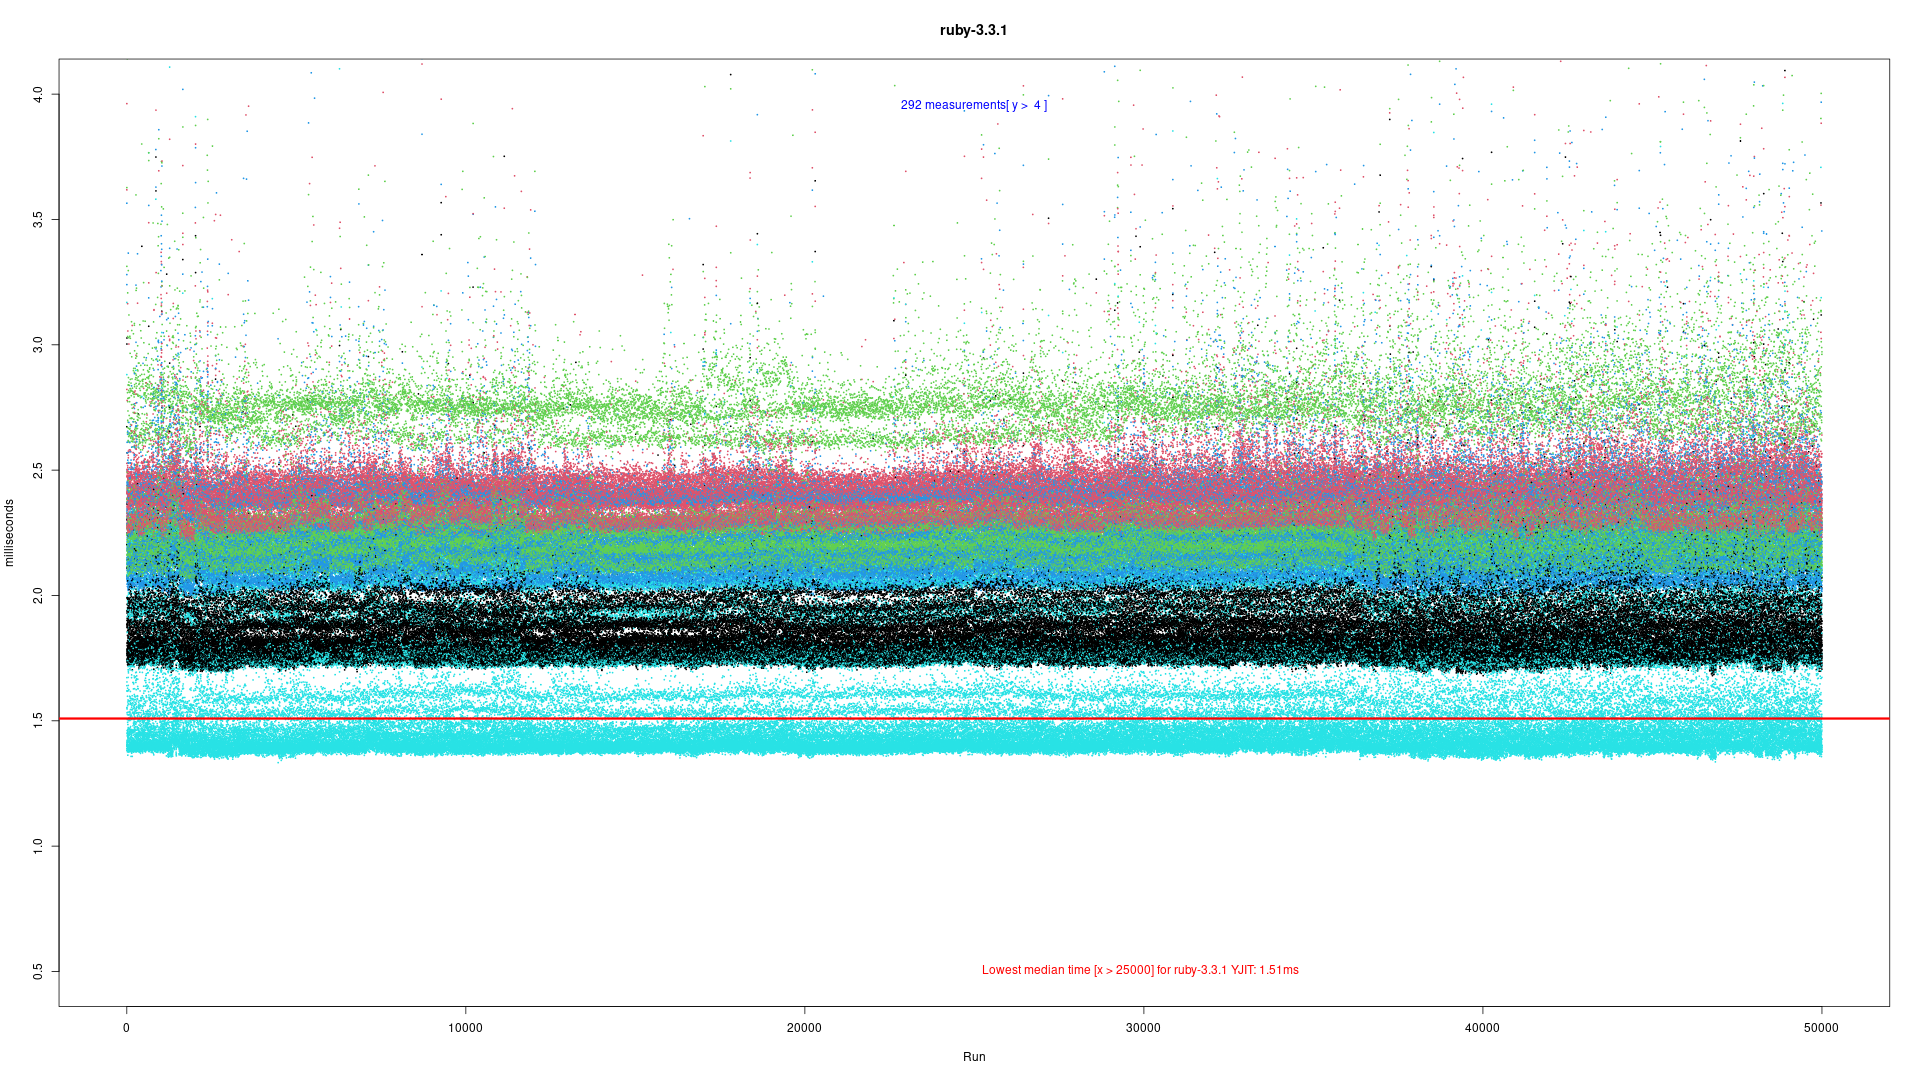 ruby-3.3.1
292 measurements[ y > 4 ]
4.0
3.5
3.0
2.5
2.0
1.5
1.0
0.5
milliseconds
Lowest median time [x > 25000] for ruby-3.3.1 YJIT: 1.51ms
0 10000 20000 30000 40000 50000
Run